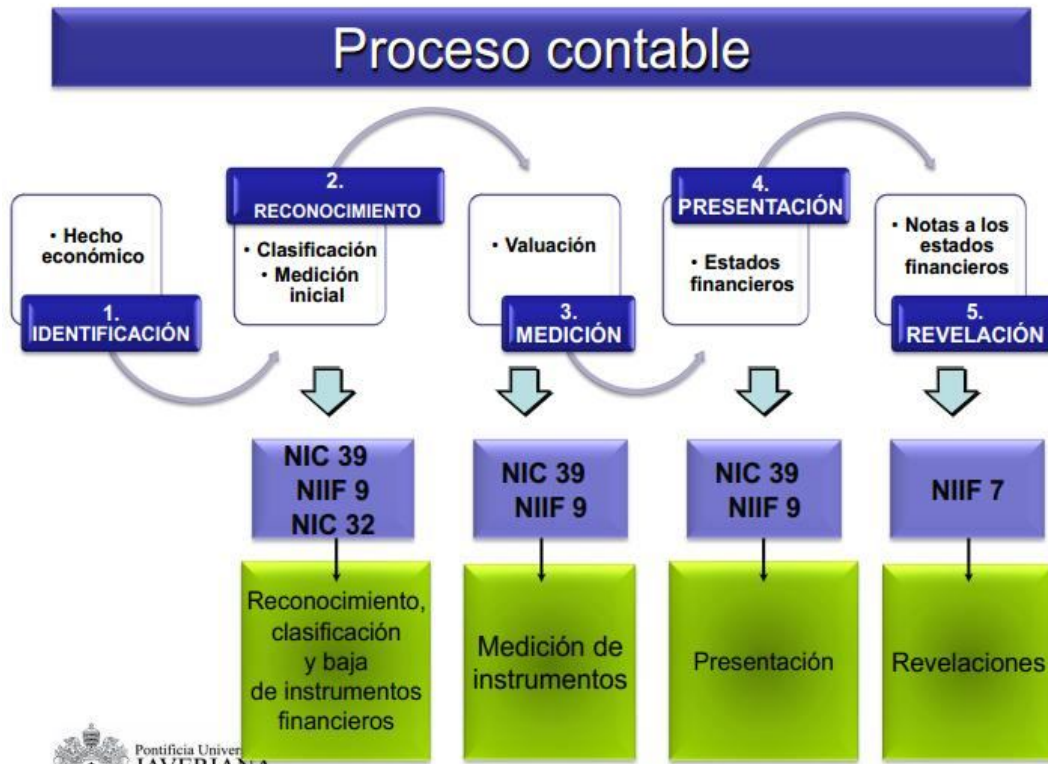 Proceso contable
• Hecho
económico
1.
IDENTIFICACIÓN
2.
RECONOCIMIENTO
• Clasificación
• Medición
inicial
• Valuación
3.
MEDICIÓN
4.
PRESENTACIÓN
• Estados
financieros
• Notas a los
estados
financieros
5.
REVELACIÓN
NIC 39
NIIF 9
NIC 32
NIC 39
NIIF 9
NIC 39
NIIF 9
NIIF 7
Reconocimiento,
clasificación
y baja
de instrumentos
financieros
Medición de
instrumentos
Presentación
Revelaciones
Pontificia Univer
JAVERIANA